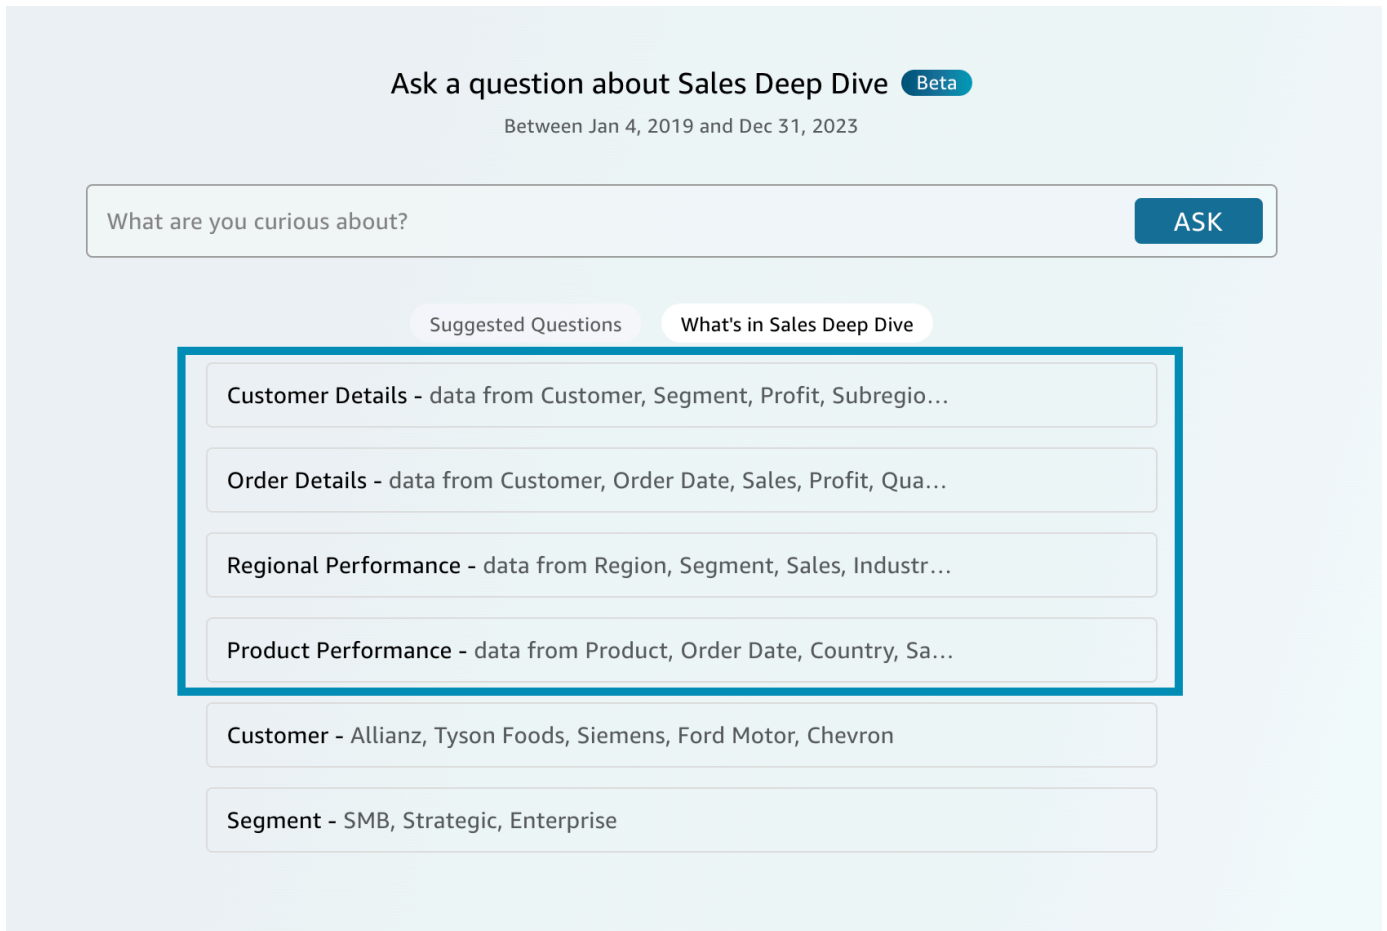 Ask a question about Sales Deep Dive Beta
Between Jan 4, 2019 and Dec 31, 2023
What are you curious about? ASK
Suggested Questions What's in Sales Deep Dive
Customer Details - data from Customer, Segment, Profit, Subregio...
Order Details - data from Customer, Order Date, Sales, Profit, Qua...
Regional Performance - data from Region, Segment, Sales, Industr...
Product Performance - data from Product, Order Date, Country, Sa...
Customer - Allianz, Tyson Foods, Siemens, Ford Motor, Chevron
Segment - SMB, Strategic, Enterprise